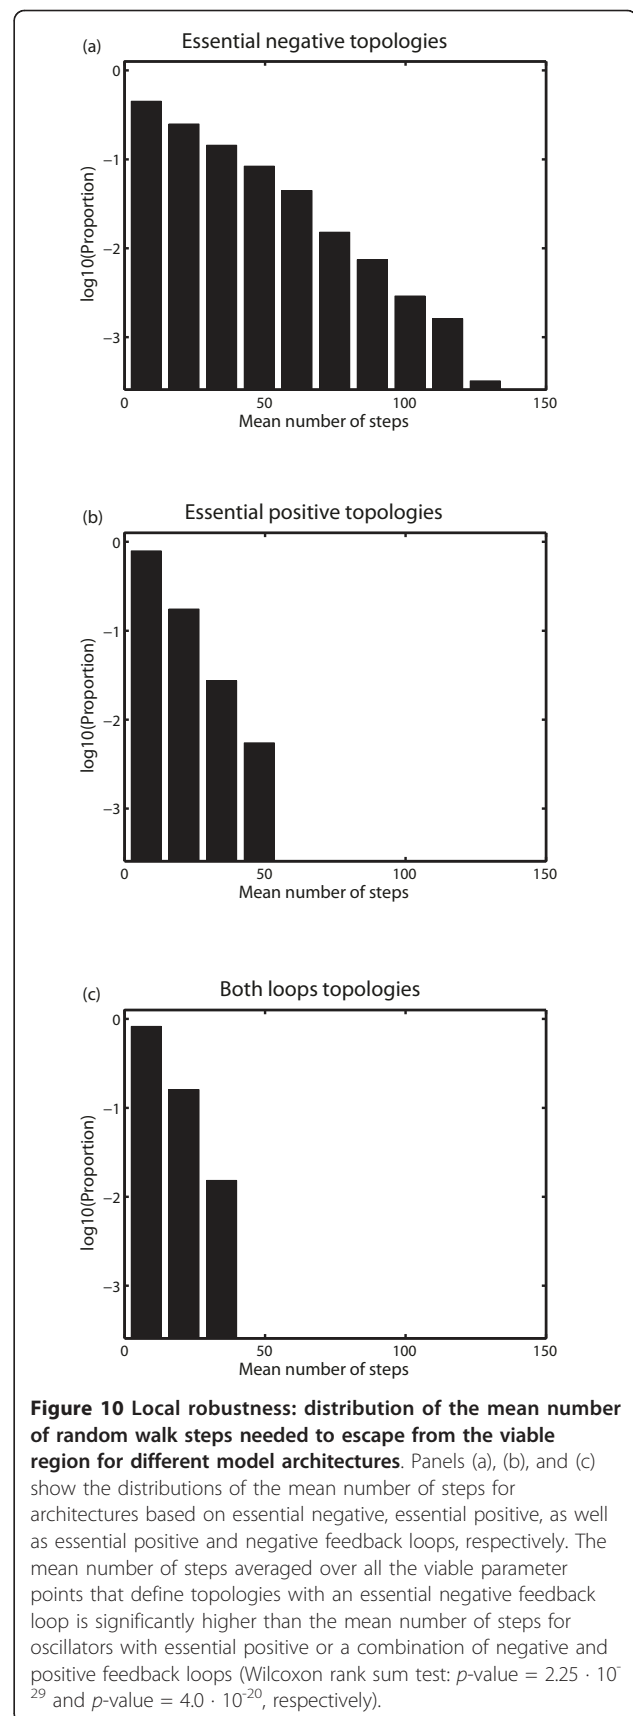 (a) Essential negative topologies
0
−1
−2
−3
log10(Proportion)
0 50 100 150
Mean number of steps
(b) Essential positive topologies
0
−1
−2
−3
log10(Proportion)
0 50 100 150
Mean number of steps
(c) Both loops topologies
0
−1
−2
−3
log10(Proportion)
0 50 100 150
Mean number of steps
Figure 10 Local robustness: distribution of the mean number
of random walk steps needed to escape from the viable
region for different model architectures. Panels (a), (b), and (c)
show the distributions of the mean number of steps for
architectures based on essential negative, essential positive, as well
as essential positive and negative feedback loops, respectively. The
mean number of steps averaged over all the viable parameter
points that define topologies with an essential negative feedback
loop is significantly higher than the mean number of steps for
oscillators with essential positive or a combination of negative and
positive feedback loops (Wilcoxon rank sum test: p-value = 2.25 · 10-
29 and p-value = 4.0 · 10-20, respectively).